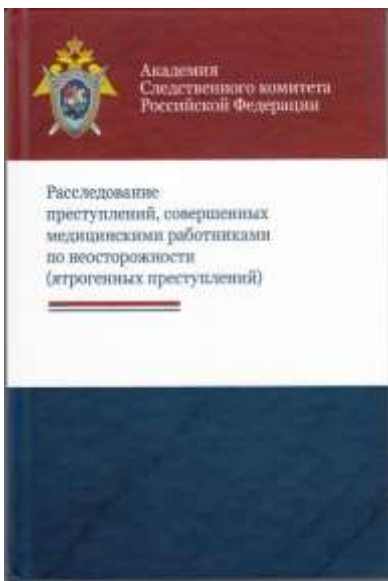 Академия
Следственного комитета
Российской Федерации
Расследование
преступлений, совершенных
медицинскими работниками
по неосторожности
(ятрогенных преступлений)